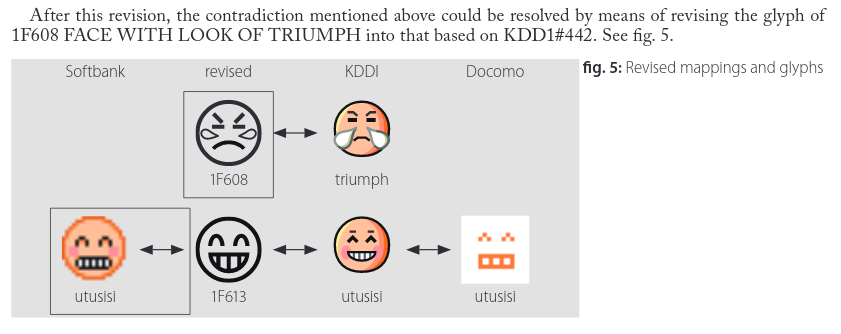 After this revision, the contradiction mentioned above could be resolved by means of revising the glyph of
1F608 FACE WITH LOOK OF TRIUMPH into that based on KDD1#442. See fig. 5.
Softbank revised KDDI Docomo
fig. 5: Revised mappings and glyphs
1F608 triumph
utusisi 1F613 utusisi utusisi